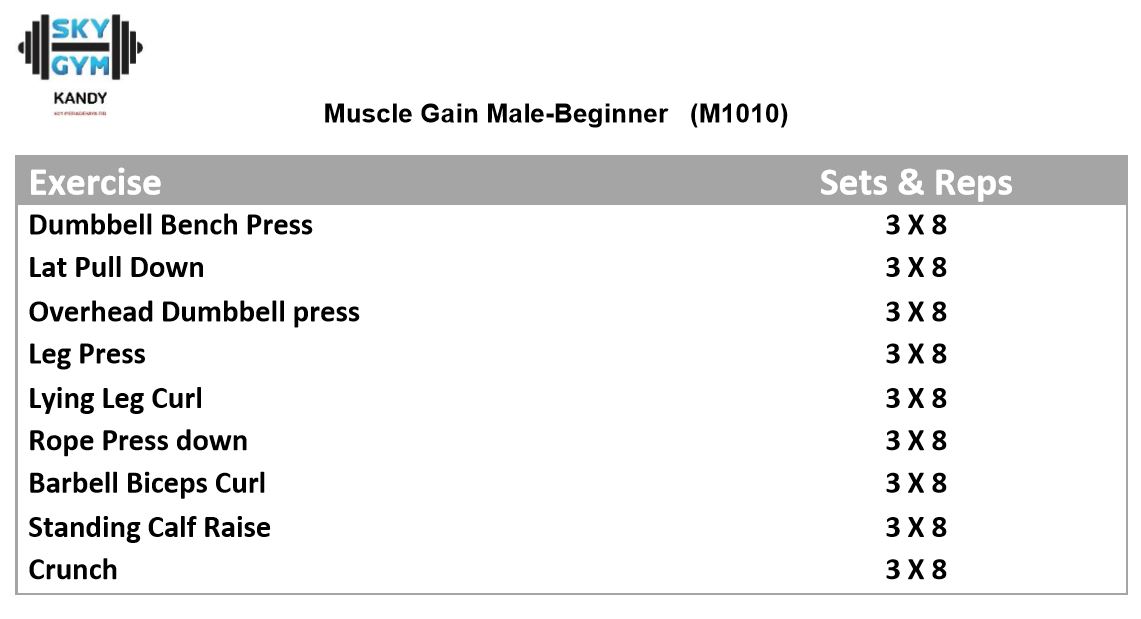 SKY
GYM
KANDY
Muscle Gain Male-Beginner (M1010)
Exercise Sets & Reps
Dumbbell Bench Press 3 X 8
Lat Pull Down 3 X 8
Overhead Dumbbell press 3 X 8
Leg Press 3 X 8
Lying Leg Curl 3 X 8
Rope Press down 3 X 8
Barbell Biceps Curl 3 X 8
Standing Calf Raise 3 X 8
Crunch 3 X 8